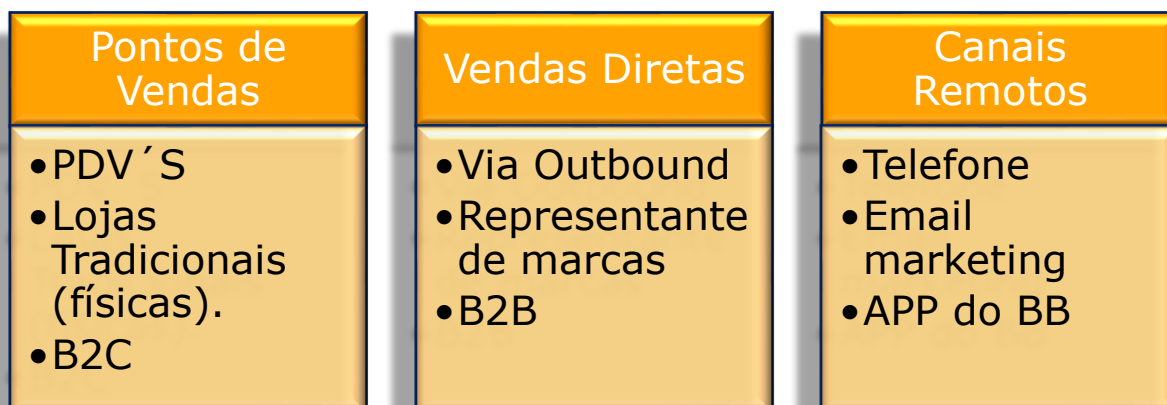 Pontos de
Vendas
•PDV´S
•Lojas
Tradicionais
(físicas).
•B2C
Vendas Diretas
•Via Outbound
•Representante
de marcas
•B2B
Canais
Remotos
•Telefone
•Email
marketing
•APP do BB